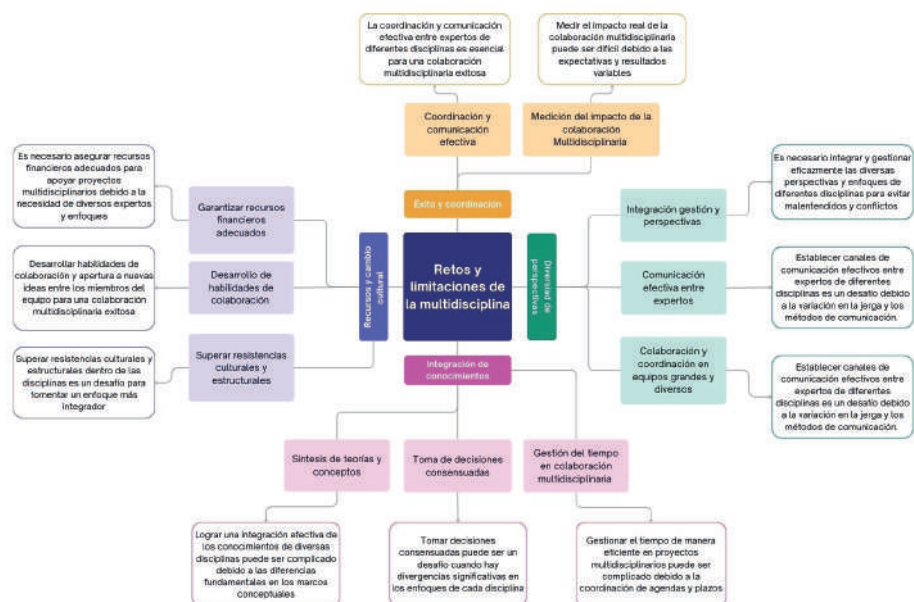 La coordinación y comunicación
efectiva entre expertos de
diferentes disciplinas es esencial
para una colaboración
multidisciplinaria exitosa
Medir el impacto real de la
colaboración multidisciplinaria
puede ser difícil debido a las
expectativas y resultados
variables
Coordinación y
comunicación
efectiva
Medición del impacto de la
colaboración
Multidisciplinaria
Éxito y coordinación
Es necesario asegurar recursos
financieros adecuados para
apoyar proyectos
multidisciplinarios debido a la
necesidad de diversos expertos
y enfoques
Garantizar recursos
financieros
adecuados
Desarrollar habilidades de
colaboración y apertura a nuevas
ideas entre los miembros del
equipo para una colaboración
multidisciplinaria exitosa
Desarrollo de
habilidades de
colaboración
Superar resistencias culturales y
estructurales dentro de las
disciplinas es un desafío para
fomentar un enfoque más
integrador
Superar resistencias
culturales y
estructurales
Recursos y cambio
cultural
Retos y
limitaciones de
la multidisciplina
Diversidad de
perspectivas
Integración gestión y
perspectivas
Es necesario integrar y gestionar
eficazmente las diversas
perspectivas y enfoques de
diferentes disciplinas para evitar
malentendidos y conflictos
Comunicación
efectiva entre
expertos
Establecer canales de
comunicación efectivos entre
expertos de diferentes
disciplinas es un desafío debido
a la variación en la jerga y los
métodos de comunicación.
Colaboración y
coordinación en
equipos grandes y
diversos
Establecer canales de
comunicación efectivos entre
expertos de diferentes
disciplinas es un desafío debido
a la variación en la jerga y los
métodos de comunicación.
Integración de
conocimientos
Síntesis de teorías y
conceptos
Toma de decisiones
consensuadas
Gestión del tiempo
en colaboración
multidisciplinaria
Lograr una integración efectiva de
los conocimientos de diversas
disciplinas puede ser complicado
debido a las diferencias
fundamentales en los marcos
conceptuales
Tomar decisiones
consensuadas puede ser un
desafío cuando hay
divergencias significativas en
los enfoques de cada disciplina
Gestionar el tiempo de manera
eficiente en proyectos
multidisciplinarios puede ser
complicado debido a la
coordinación de agendas y plazos